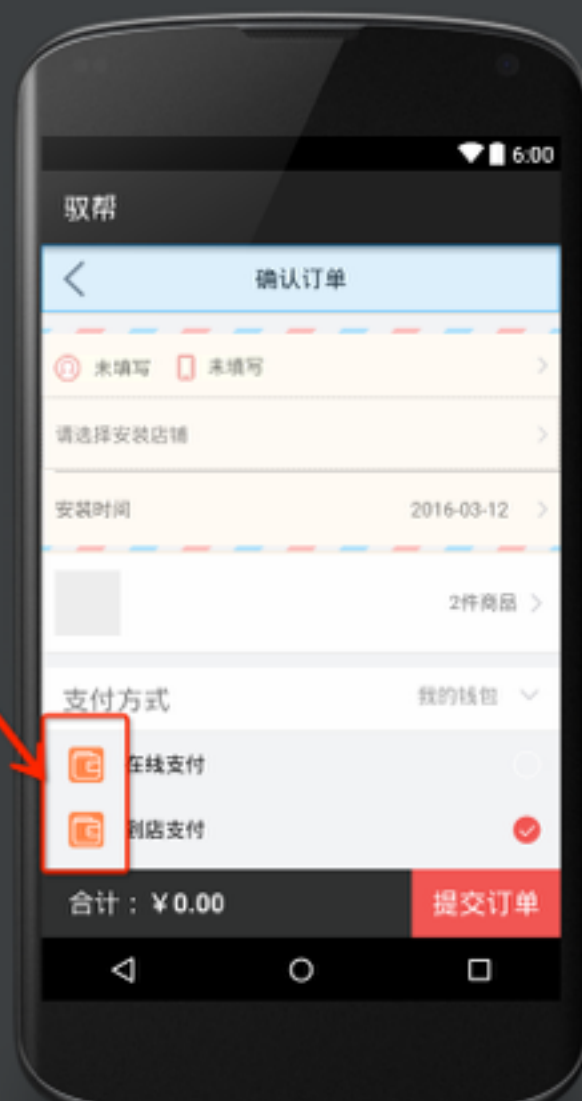 6:00
驭帮
确认订单
未填写 未填写
请选择安装店铺
安装时间 2016-03-12
2件商品
支付方式 我的钱包
在线支付
到店支付
合计：￥0.00 提交订单